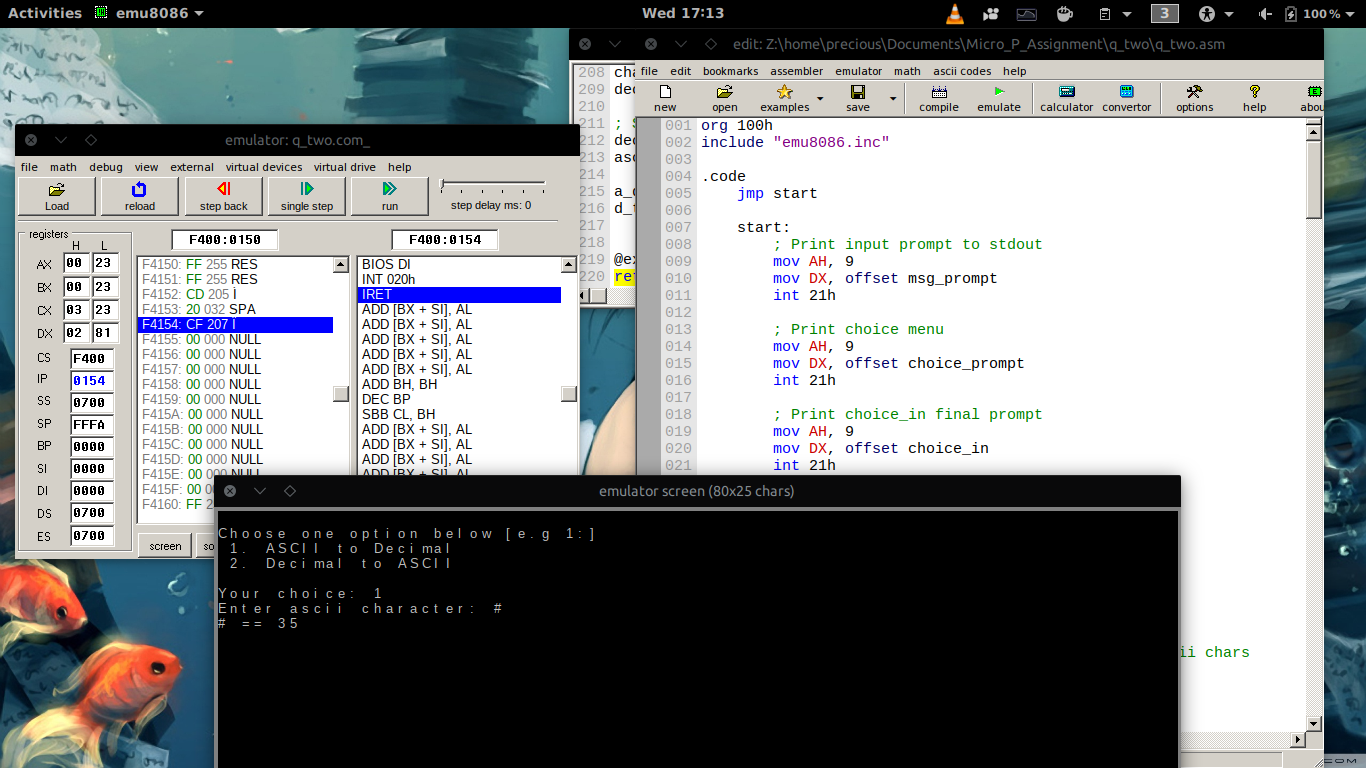 Activities emu8086 Wed 17:13 3 100 %
edit: Z:\home\precious\Documents\Micro_P_Assignment\q_two\q_two.asm
file edit bookmarks assembler emulator math ascii codes help
new open examples save compile emulate calculator convertor options help abou
208 cha
209 dec
210
211 ; S
212 dec
213 asc
214
215 a_
216 d_t
217
218
219 @ex
220 ret
001 org 100h
002 include "emu8086.inc"
003
004 .code
005 jmp start
006
007 start:
008 ; Print input prompt to stdout
009 mov AH, 9
010 mov DX, offset msg_prompt
011 int 21h
012
013 ; Print choice menu
014 mov AH, 9
015 mov DX, offset choice_prompt
016 int 21h
017
018 ; Print choice_in final prompt
019 mov AH, 9
020 mov DX, offset choice_in
021 int 21h
ii chars
emulator: q_two.com_
file math debug view external virtual devices virtual drive help
Load reload step back single step run step delay ms: 0
registers F400:0150 F400:0154
H L
AX 00 23
BX 00 23
CX 03 23
DX 02 81
CS F400
IP 0154
SS 0700
SP FFFA
BP 0000
SI 0000
DI 0000
DS 0700
ES 0700
F4150: FF 255 RES
F4151: FF 255 RES
F4152: CD 205 Í
F4153: 20 032 SPA
F4154: CF 207 Ï
F4155: 00 000 NULL
F4156: 00 000 NULL
F4157: 00 000 NULL
F4158: 00 000 NULL
F4159: 00 000 NULL
F415A: 00 000 NULL
F415B: 00 000 NULL
F415C: 00 000 NULL
F415D: 00 000 NULL
F415E: 00 00
F415F: 00 0
F4160: FF 2
BIOS DI
INT 020h
IRET
ADD [BX + SI], AL
ADD [BX + SI], AL
ADD [BX + SI], AL
ADD [BX + SI], AL
ADD [BX + SI], AL
ADD BH, BH
DEC BP
SBB CL, BH
ADD [BX + SI], AL
ADD [BX + SI], AL
ADD [BX + SI], AL
ADD [BX + SI], AL
screen so
emulator screen (80x25 chars)
Choose one option below [e.g 1:]
1. ASCII to Decimal
2. Decimal to ASCII
Your choice: 1
Enter ascii character: #
# == 35